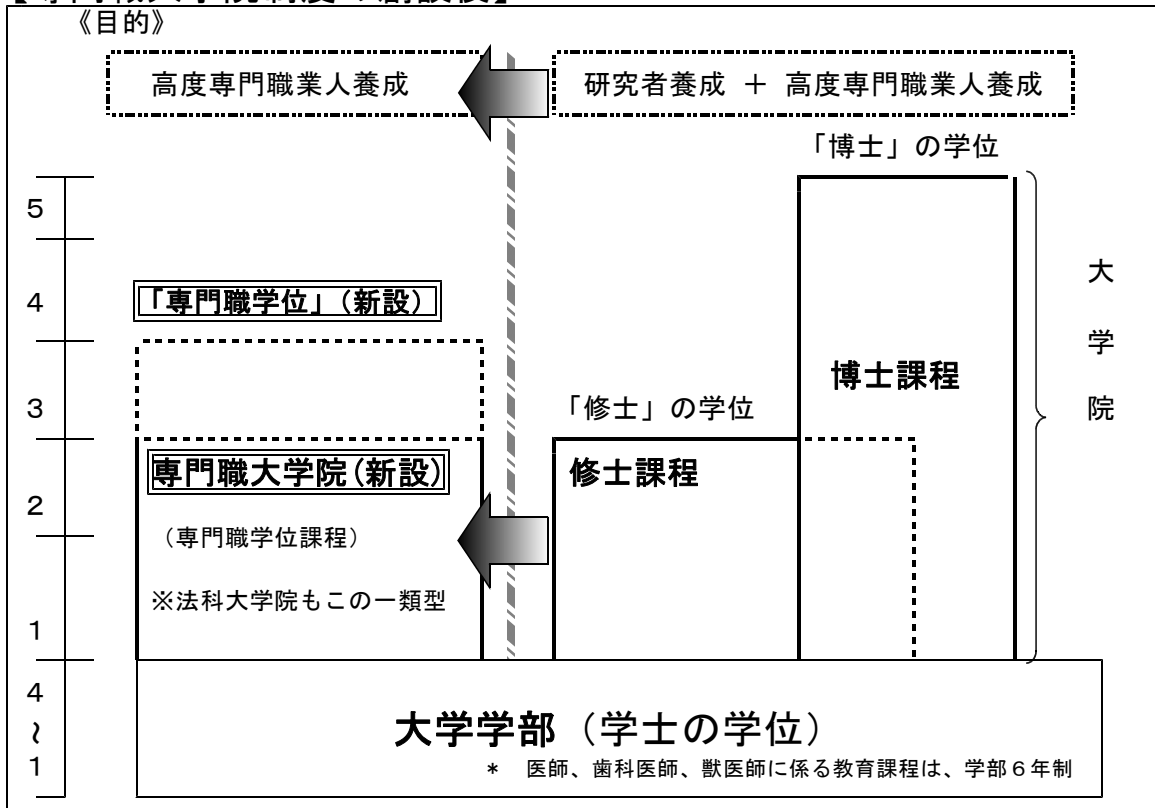 《目的》
高度専門職業人養成
研究者養成 + 高度専門職業人養成
「博士」の学位
5
4
3
2
1
4
~
1
「専門職学位」(新設)
専門職大学院(新設)
(専門職学位課程)
※法科大学院もこの一類型
「修士」の学位
修士課程
博士課程
大学院
大学学部(学士の学位)
* 医師、歯科医師、獣医師に係る教育課程は、学部6年制